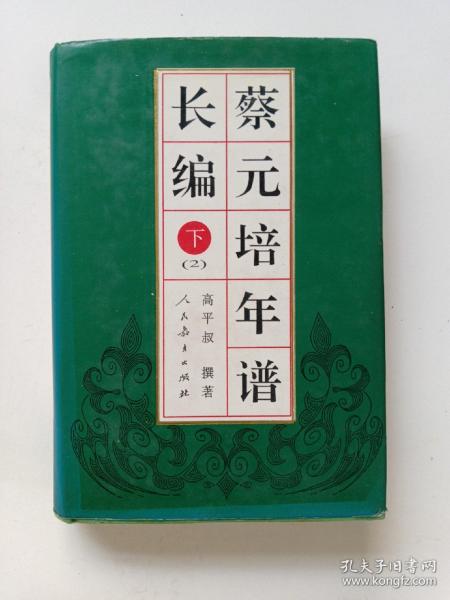 蔡元培年谱
长编
下
(2)
高平叔 撰著
人民教育出版社
孔夫子旧书网
www.kongfz.com